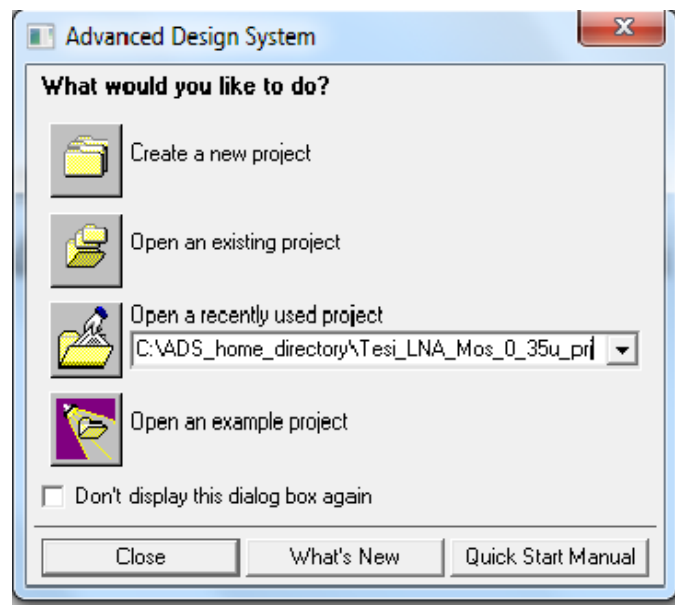 Advanced Design System
What would you like to do?
Create a new project
Open an existing project
Open a recently used project
C:\ADS_home_directory\Tesi_LNA_Mos_0_35u_prj
Open an example project
Don't display this dialog box again
Close What's New Quick Start Manual